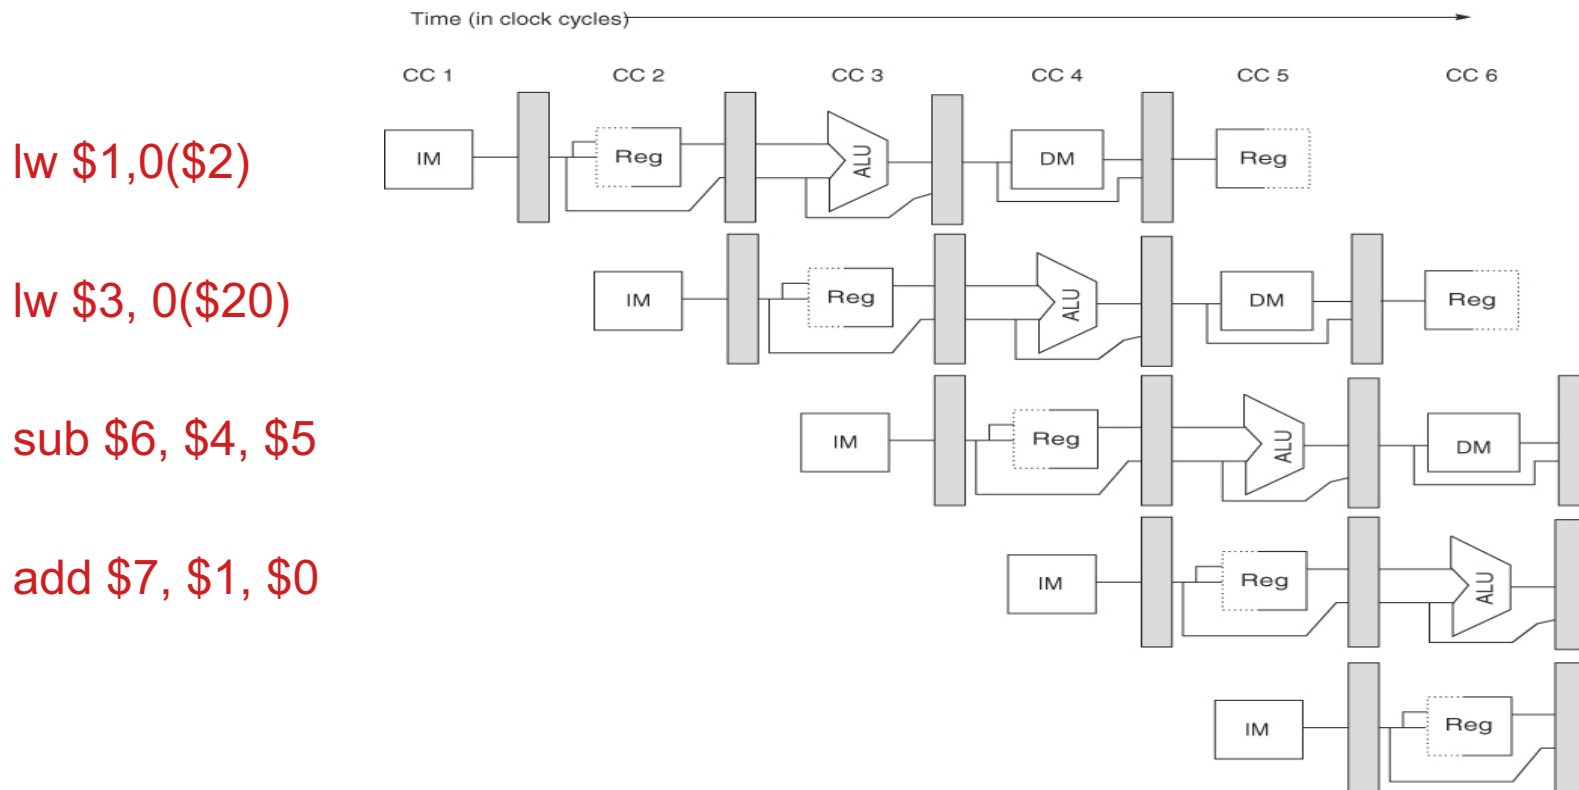 Time (in clock cycles)
CC 1 CC 2 CC 3 CC 4 CC 5 CC 6
lw $1,0($2) IM Reg ALU DM Reg
lw $3, 0($20) IM Reg ALU DM Reg
sub $6, $4, $5 IM Reg ALU DM
add $7, $1, $0 IM Reg ALU
IM Reg